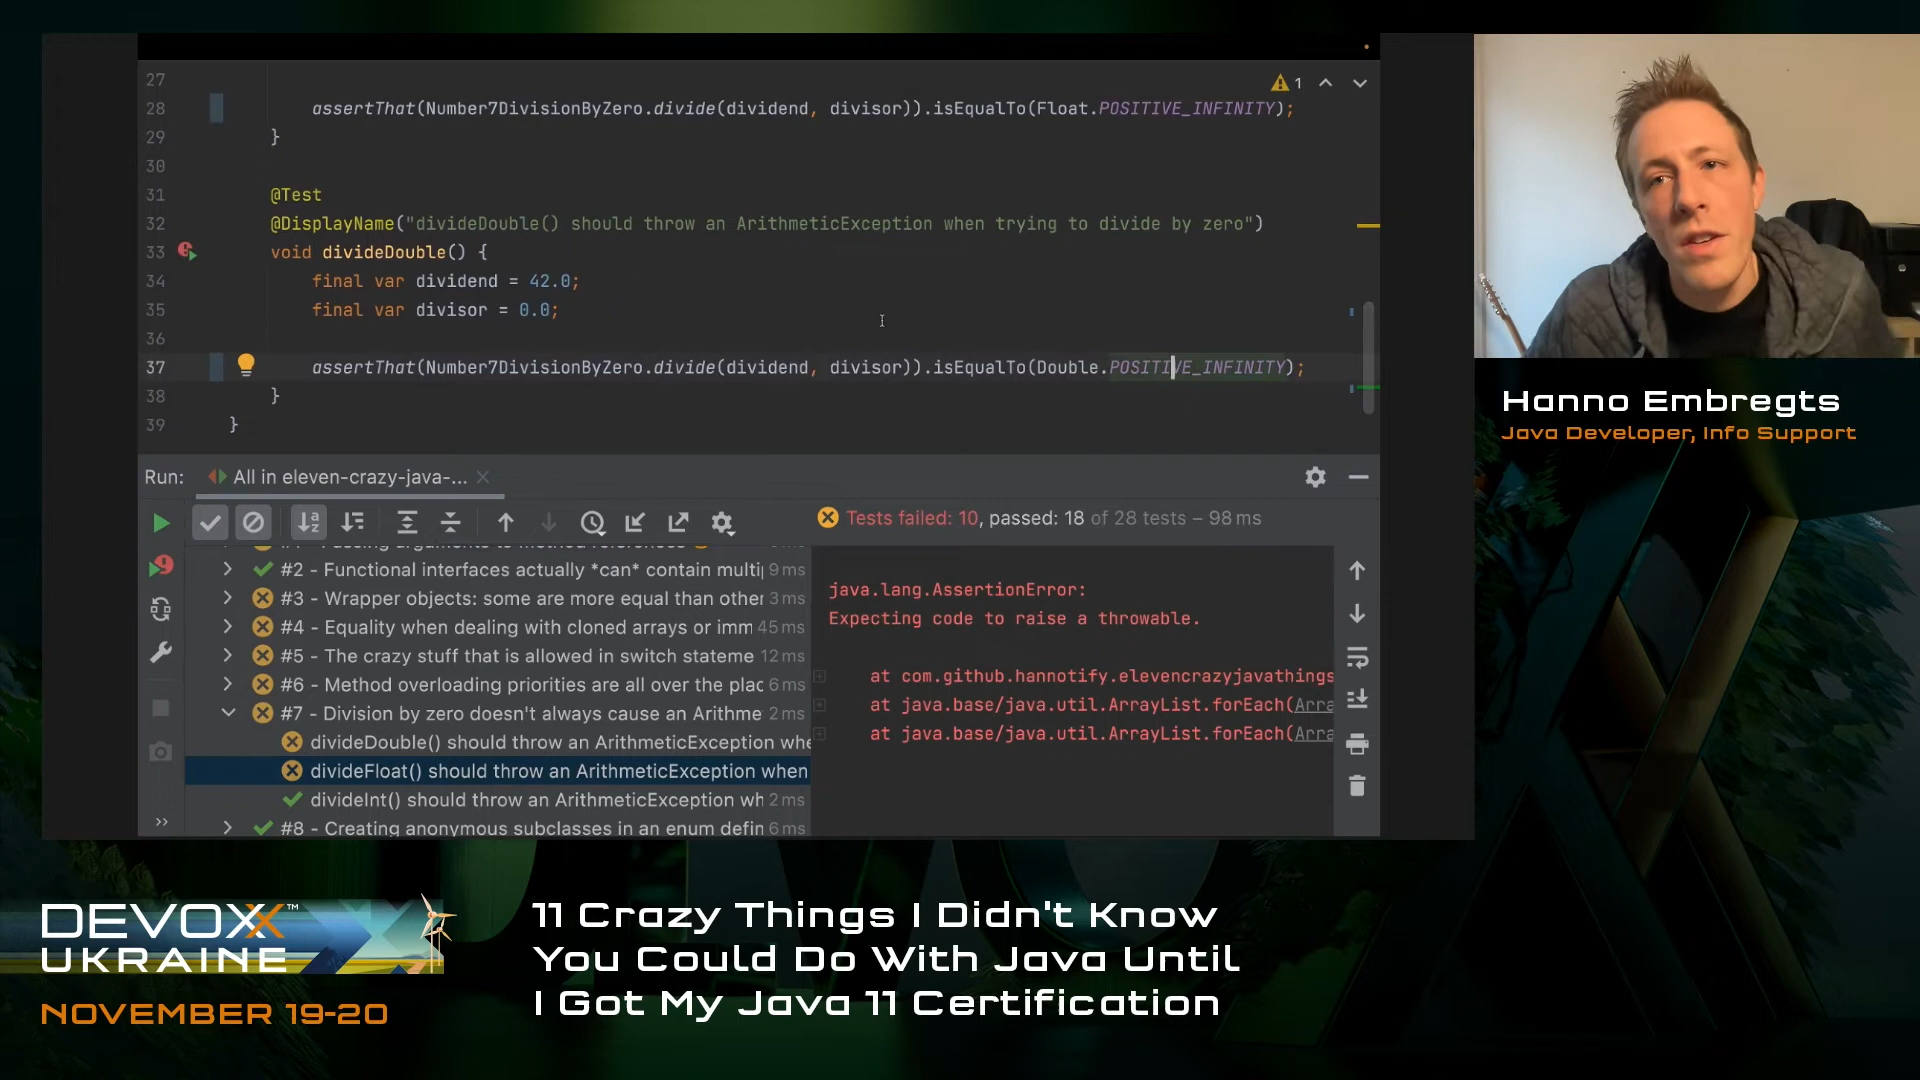 27
1
28 assertThat(Number7DivisionByZero.divide(dividend, divisor)).isEqualTo(Float.POSITIVE_INFINITY);
29 }
30
31 @Test
32 @DisplayName("divideDouble() should throw an ArithmeticException when trying to divide by zero")
33 void divideDouble() {
34 final var dividend = 42.0;
35 final var divisor = 0.0;
36
37 assertThat(Number7DivisionByZero.divide(dividend, divisor)).isEqualTo(Double.POSITIVE_INFINITY);
38 }
39 }
Run: All in eleven-crazy-java-...
Tests failed: 10, passed: 18 of 28 tests – 98 ms
#2 - Functional interfaces actually *can* contain multip 9 ms
#3 - Wrapper objects: some are more equal than other 3 ms
#4 - Equality when dealing with cloned arrays or imm 45 ms
#5 - The crazy stuff that is allowed in switch stateme 12 ms
#6 - Method overloading priorities are all over the plac 6 ms
#7 - Division by zero doesn't always cause an Arithme 2 ms
divideDouble() should throw an ArithmeticException whe
divideFloat() should throw an ArithmeticException when
divideInt() should throw an ArithmeticException wh 2 ms
#8 - Creating anonymous subclasses in an enum defin 6 ms
java.lang.AssertionError:
Expecting code to raise a throwable.
at com.github.hannotify.elevencrazyjavathings
at java.base/java.util.ArrayList.forEach(Arra
at java.base/java.util.ArrayList.forEach(Arra
Hanno Embregts
Java Developer, Info Support
DEVOXX™
UKRAINE
NOVEMBER 19-20
11 Crazy Things I Didn't Know
You Could Do With Java Until
I Got My Java 11 Certification